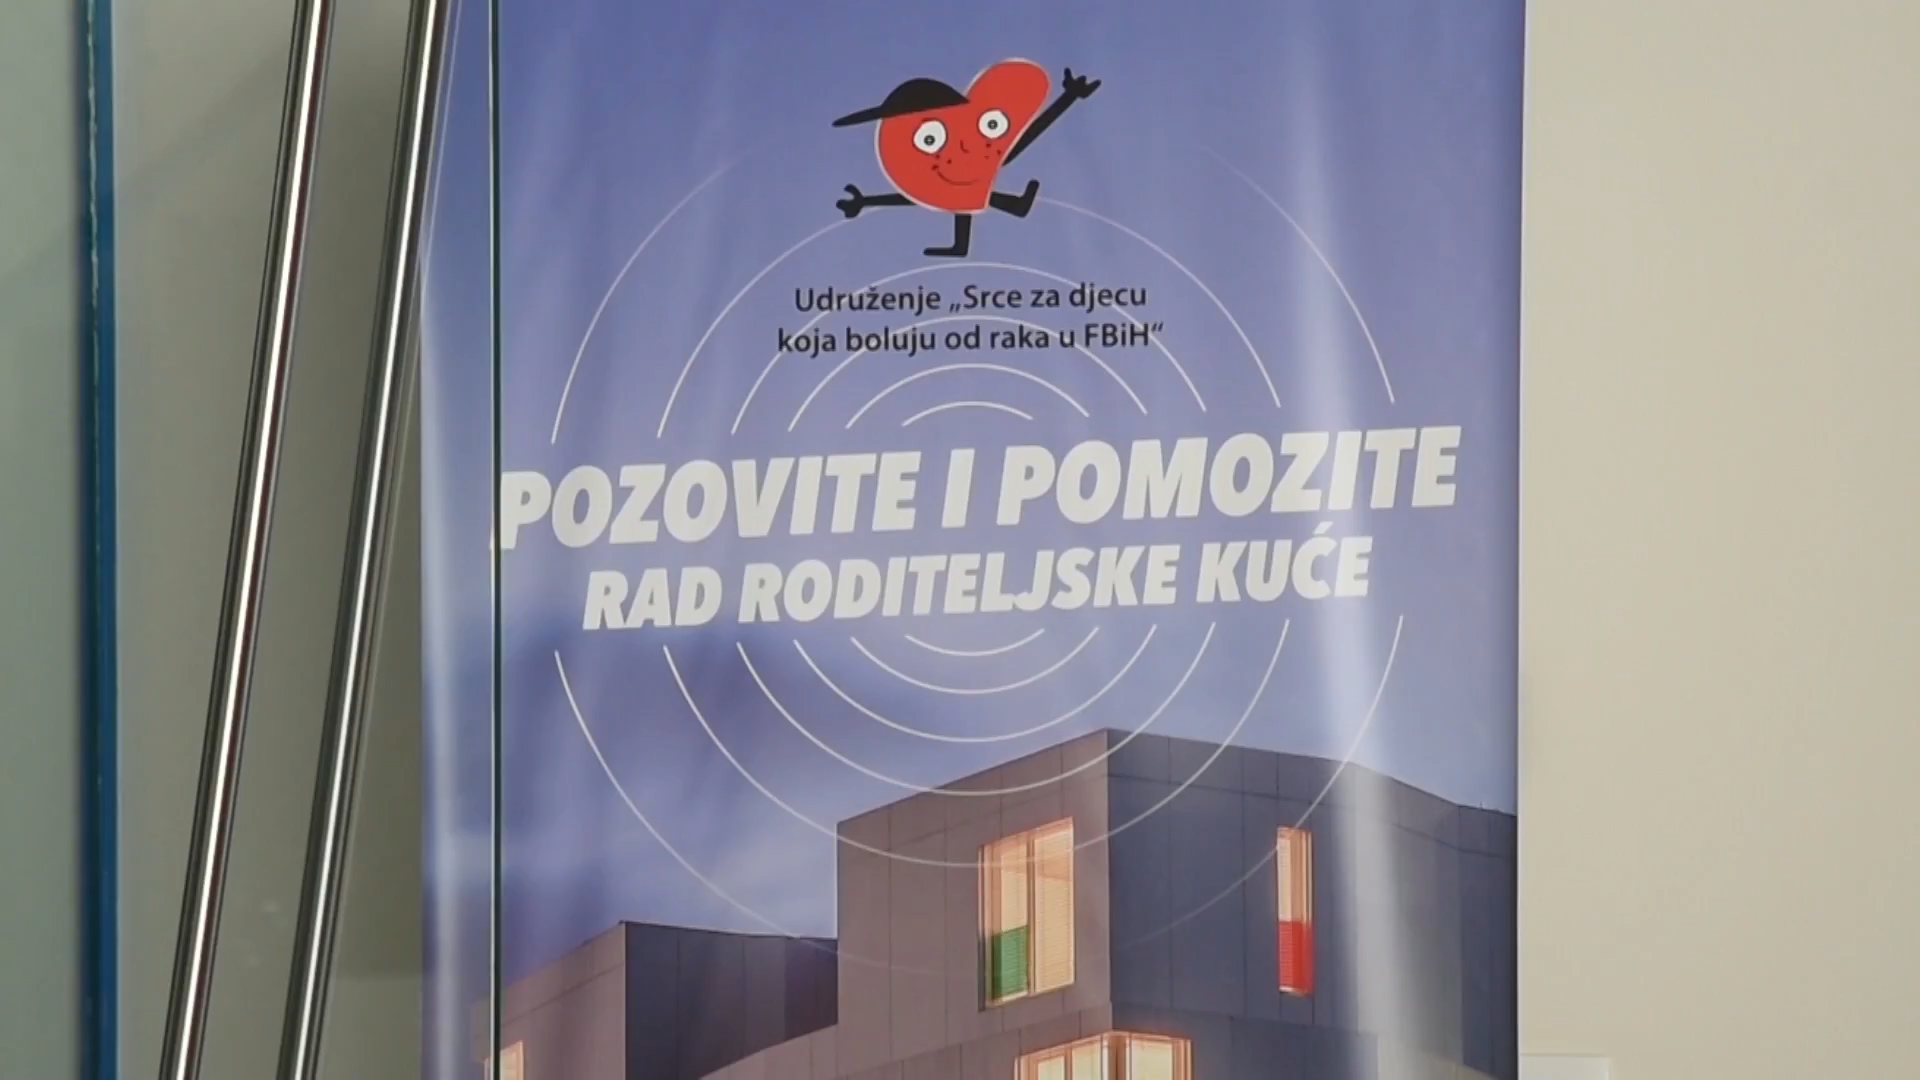 Udruženje „Srce za djecu
koja boluju od raka u FBiH“
POZOVITE I POMOZITE
RAD RODITELJSKE KUĆE